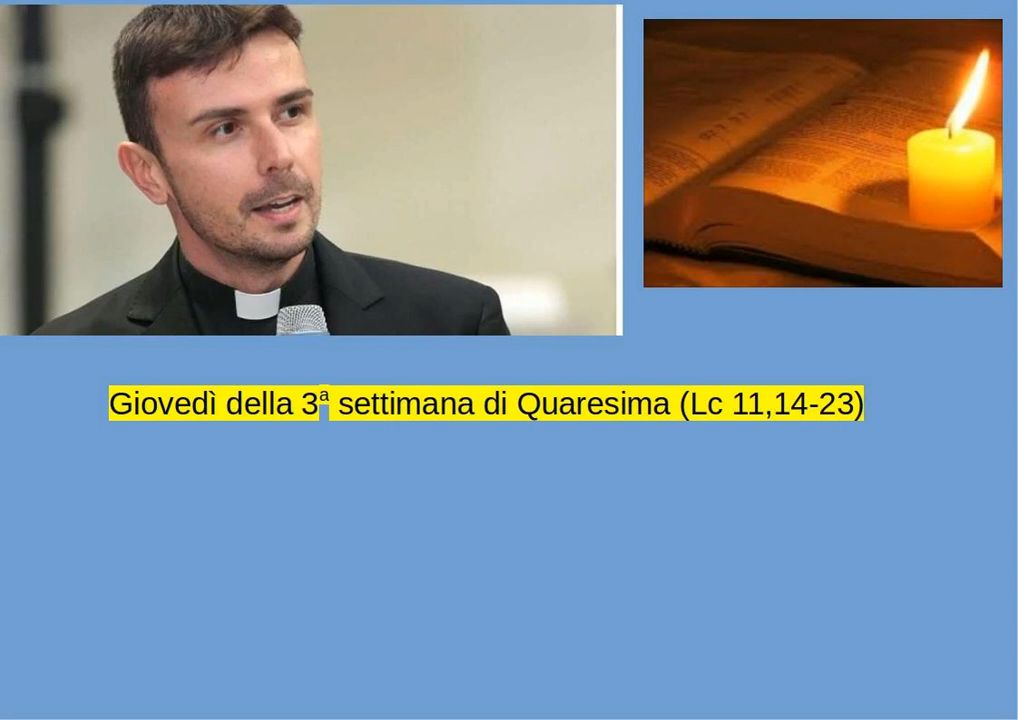 Giovedì della 3ª settimana di Quaresima (Lc 11,14-23)